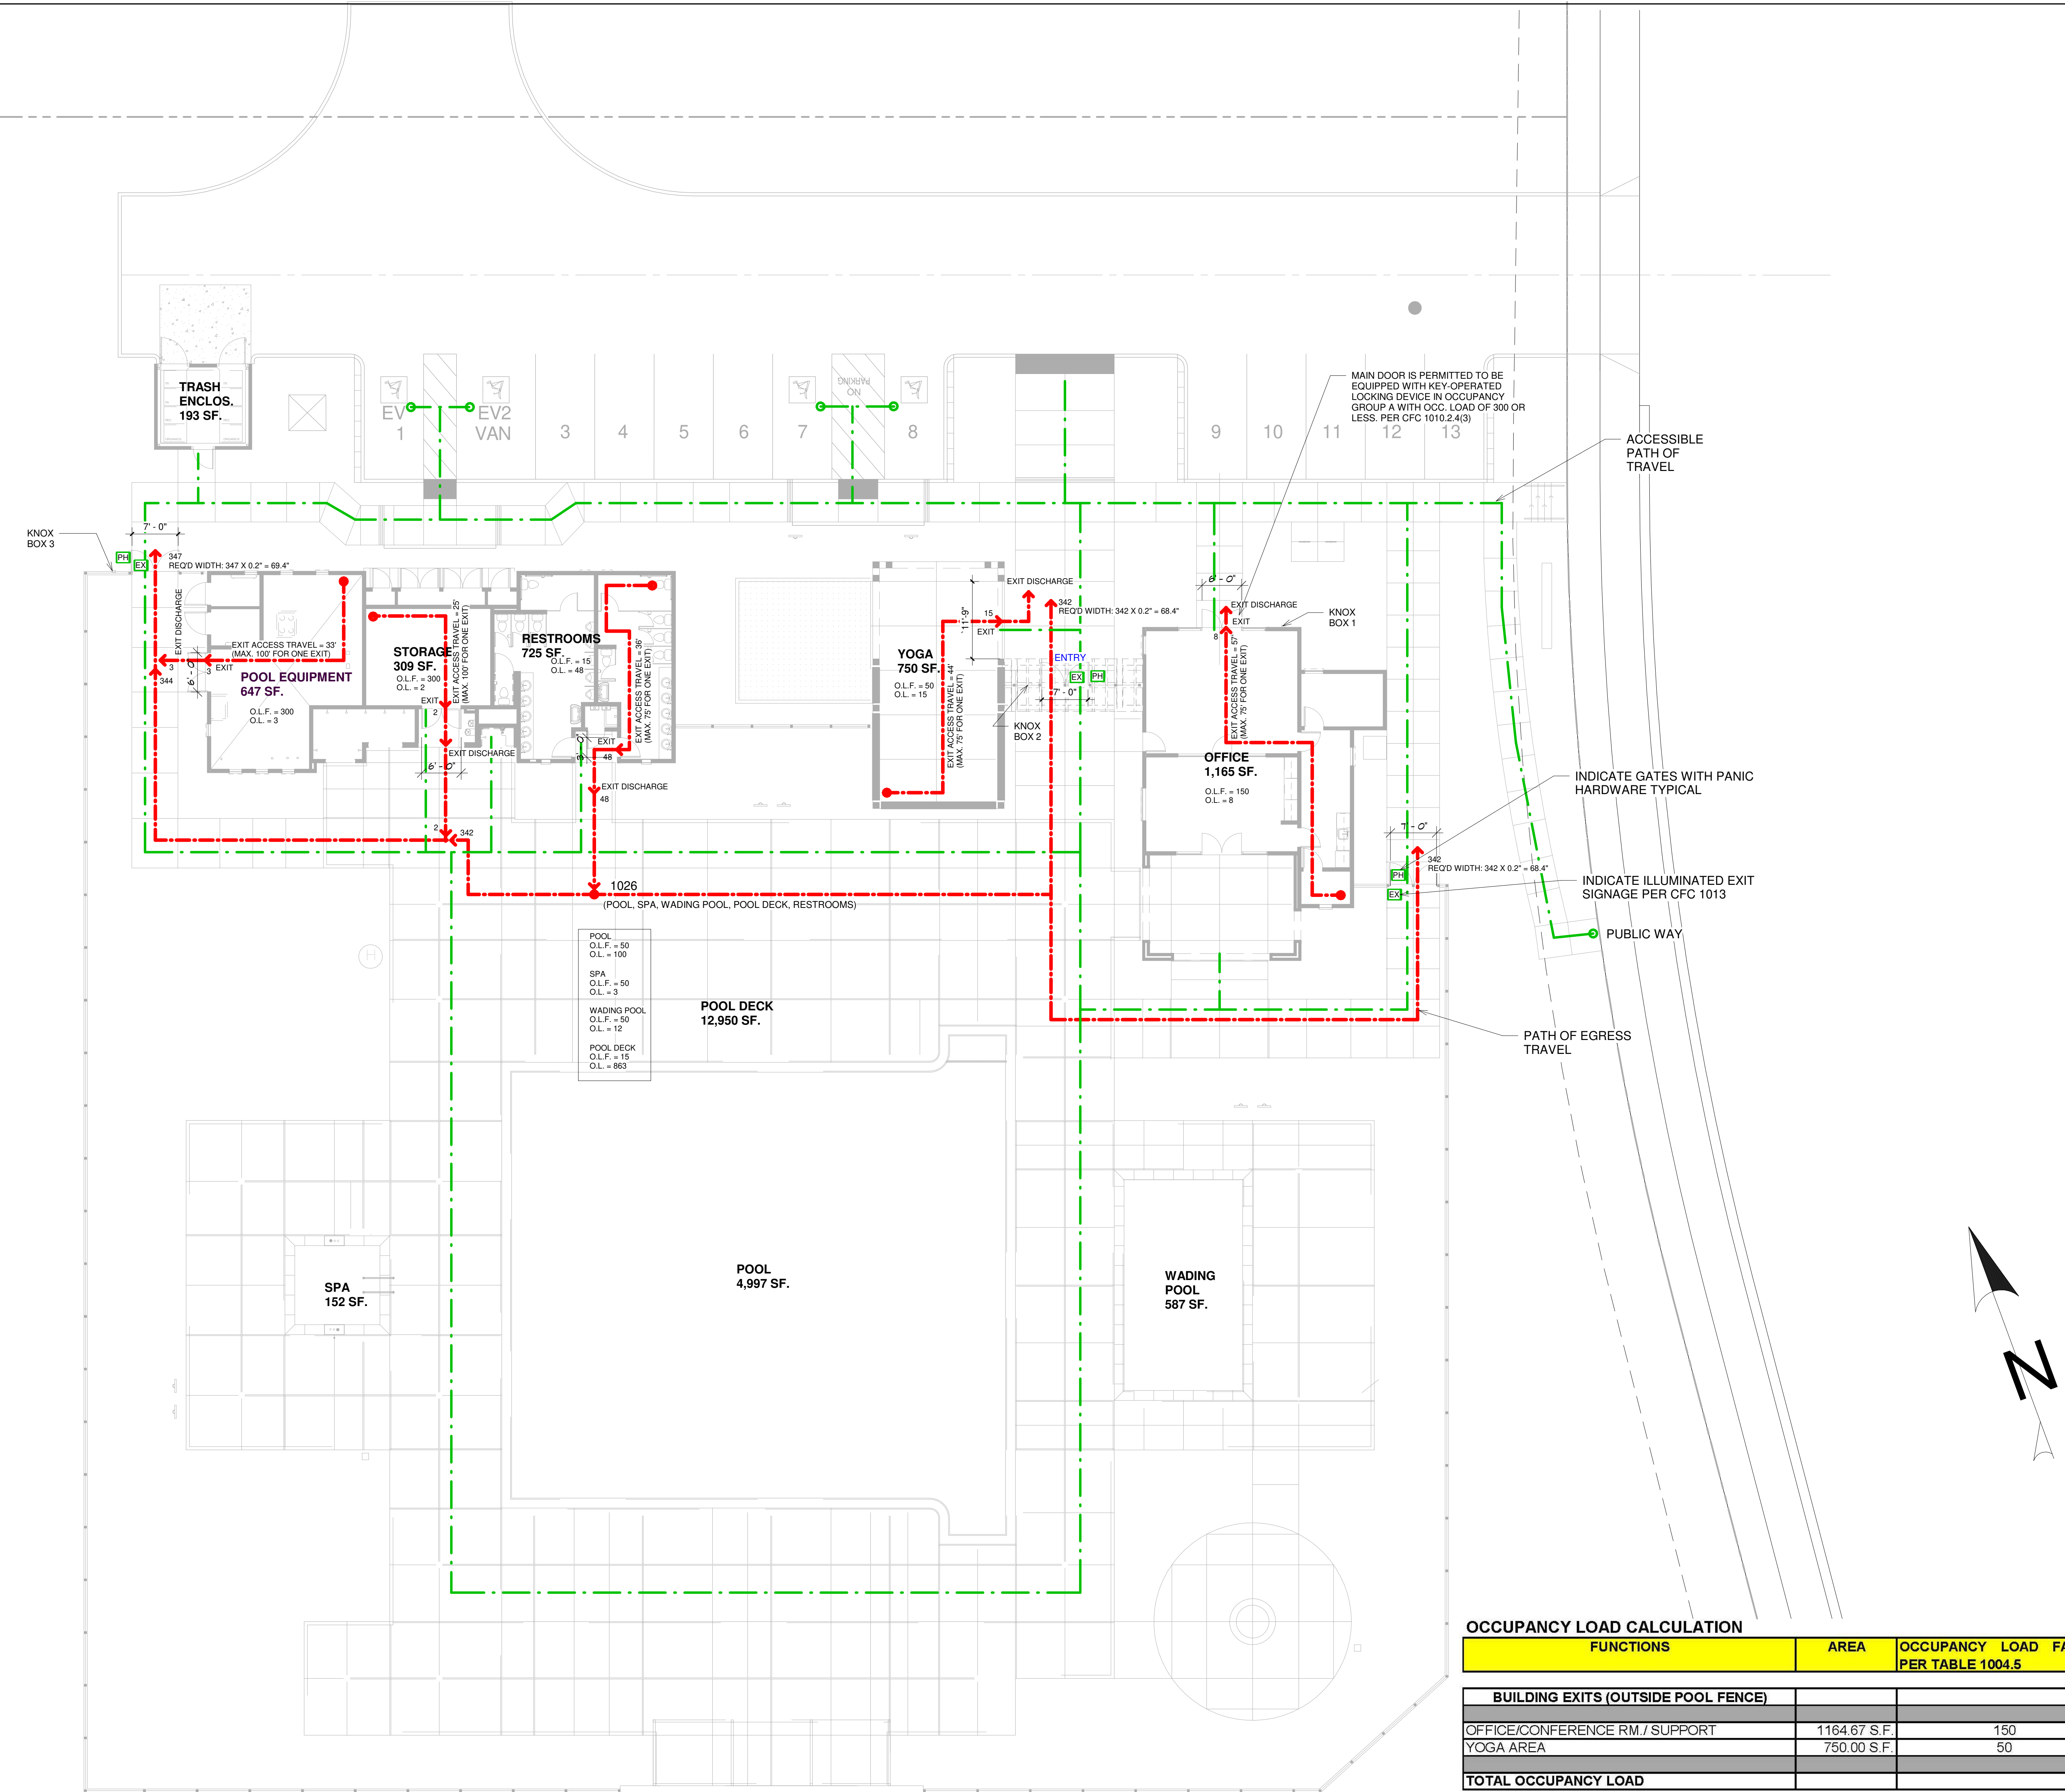 TRASH
ENCLOS.
193 SF.
EV
1
EV2
VAN
3
4
5
6
7
NO
PARKING
8
9
10
11
12
13
MAIN DOOR IS PERMITTED TO BE
EQUIPPED WITH KEY-OPERATED
LOCKING DEVICE IN OCCUPANCY
GROUP A WITH OCC. LOAD OF 300 OR
LESS. PER CFC 1010.2.4(3)
ACCESSIBLE
PATH OF
TRAVEL
KNOX
BOX 3
7' - 0"
PH
EX
347
REQ'D WIDTH: 347 X 0.2" = 69.4"
EXIT DISCHARGE
EXIT ACCESS TRAVEL = 33'
(MAX. 100' FOR ONE EXIT)
3
3
EXIT
344
6' - 0"
POOL EQUIPMENT
647 SF.
O.L.F. = 300
O.L. = 3
STORAGE
309 SF.
O.L.F. = 300
O.L. = 2
EXIT ACCESS TRAVEL = 25'
(MAX. 100' FOR ONE EXIT)
EXIT
2
EXIT DISCHARGE
6' - 0"
2
342
RESTROOMS
725 SF.
O.L.F. = 15
O.L. = 48
EXIT ACCESS TRAVEL = 36'
(MAX. 75' FOR ONE EXIT)
3' - 0"
EXIT
48
EXIT DISCHARGE
48
YOGA
750 SF.
O.L.F. = 50
O.L. = 15
EXIT ACCESS TRAVEL = 44'
(MAX. 75' FOR ONE EXIT)
11'-9"
15
EXIT
EXIT DISCHARGE
342
REQ'D WIDTH: 342 X 0.2" = 68.4"
ENTRY
EX
PH
7' - 0"
KNOX
BOX 2
6' - 0"
EXIT DISCHARGE
EXIT
8
KNOX
BOX 1
EXIT ACCESS TRAVEL = 57'
(MAX. 75' FOR ONE EXIT)
OFFICE
1,165 SF.
O.L.F. = 150
O.L. = 8
INDICATE GATES WITH PANIC
HARDWARE TYPICAL
7' - 0"
342
REQ'D WIDTH: 342 X 0.2" = 68.4"
PH
EX
INDICATE ILLUMINATED EXIT
SIGNAGE PER CFC 1013
PUBLIC WAY
1026
(POOL, SPA, WADING POOL, POOL DECK, RESTROOMS)
H
POOL
O.L.F. = 50
O.L. = 100
SPA
O.L.F. = 50
O.L. = 3
WADING POOL
O.L.F. = 50
O.L. = 12
POOL DECK
O.L.F. = 15
O.L. = 863
POOL DECK
12,950 SF.
PATH OF EGRESS
TRAVEL
SPA
152 SF.
POOL
4,997 SF.
WADING
POOL
587 SF.
N
OCCUPANCY LOAD CALCULATION
FUNCTIONS AREA OCCUPANCY LOAD FA
PER TABLE 1004.5
BUILDING EXITS (OUTSIDE POOL FENCE)
OFFICE/CONFERENCE RM./ SUPPORT 1164.67 S.F. 150
YOGA AREA 750.00 S.F. 50
TOTAL OCCUPANCY LOAD